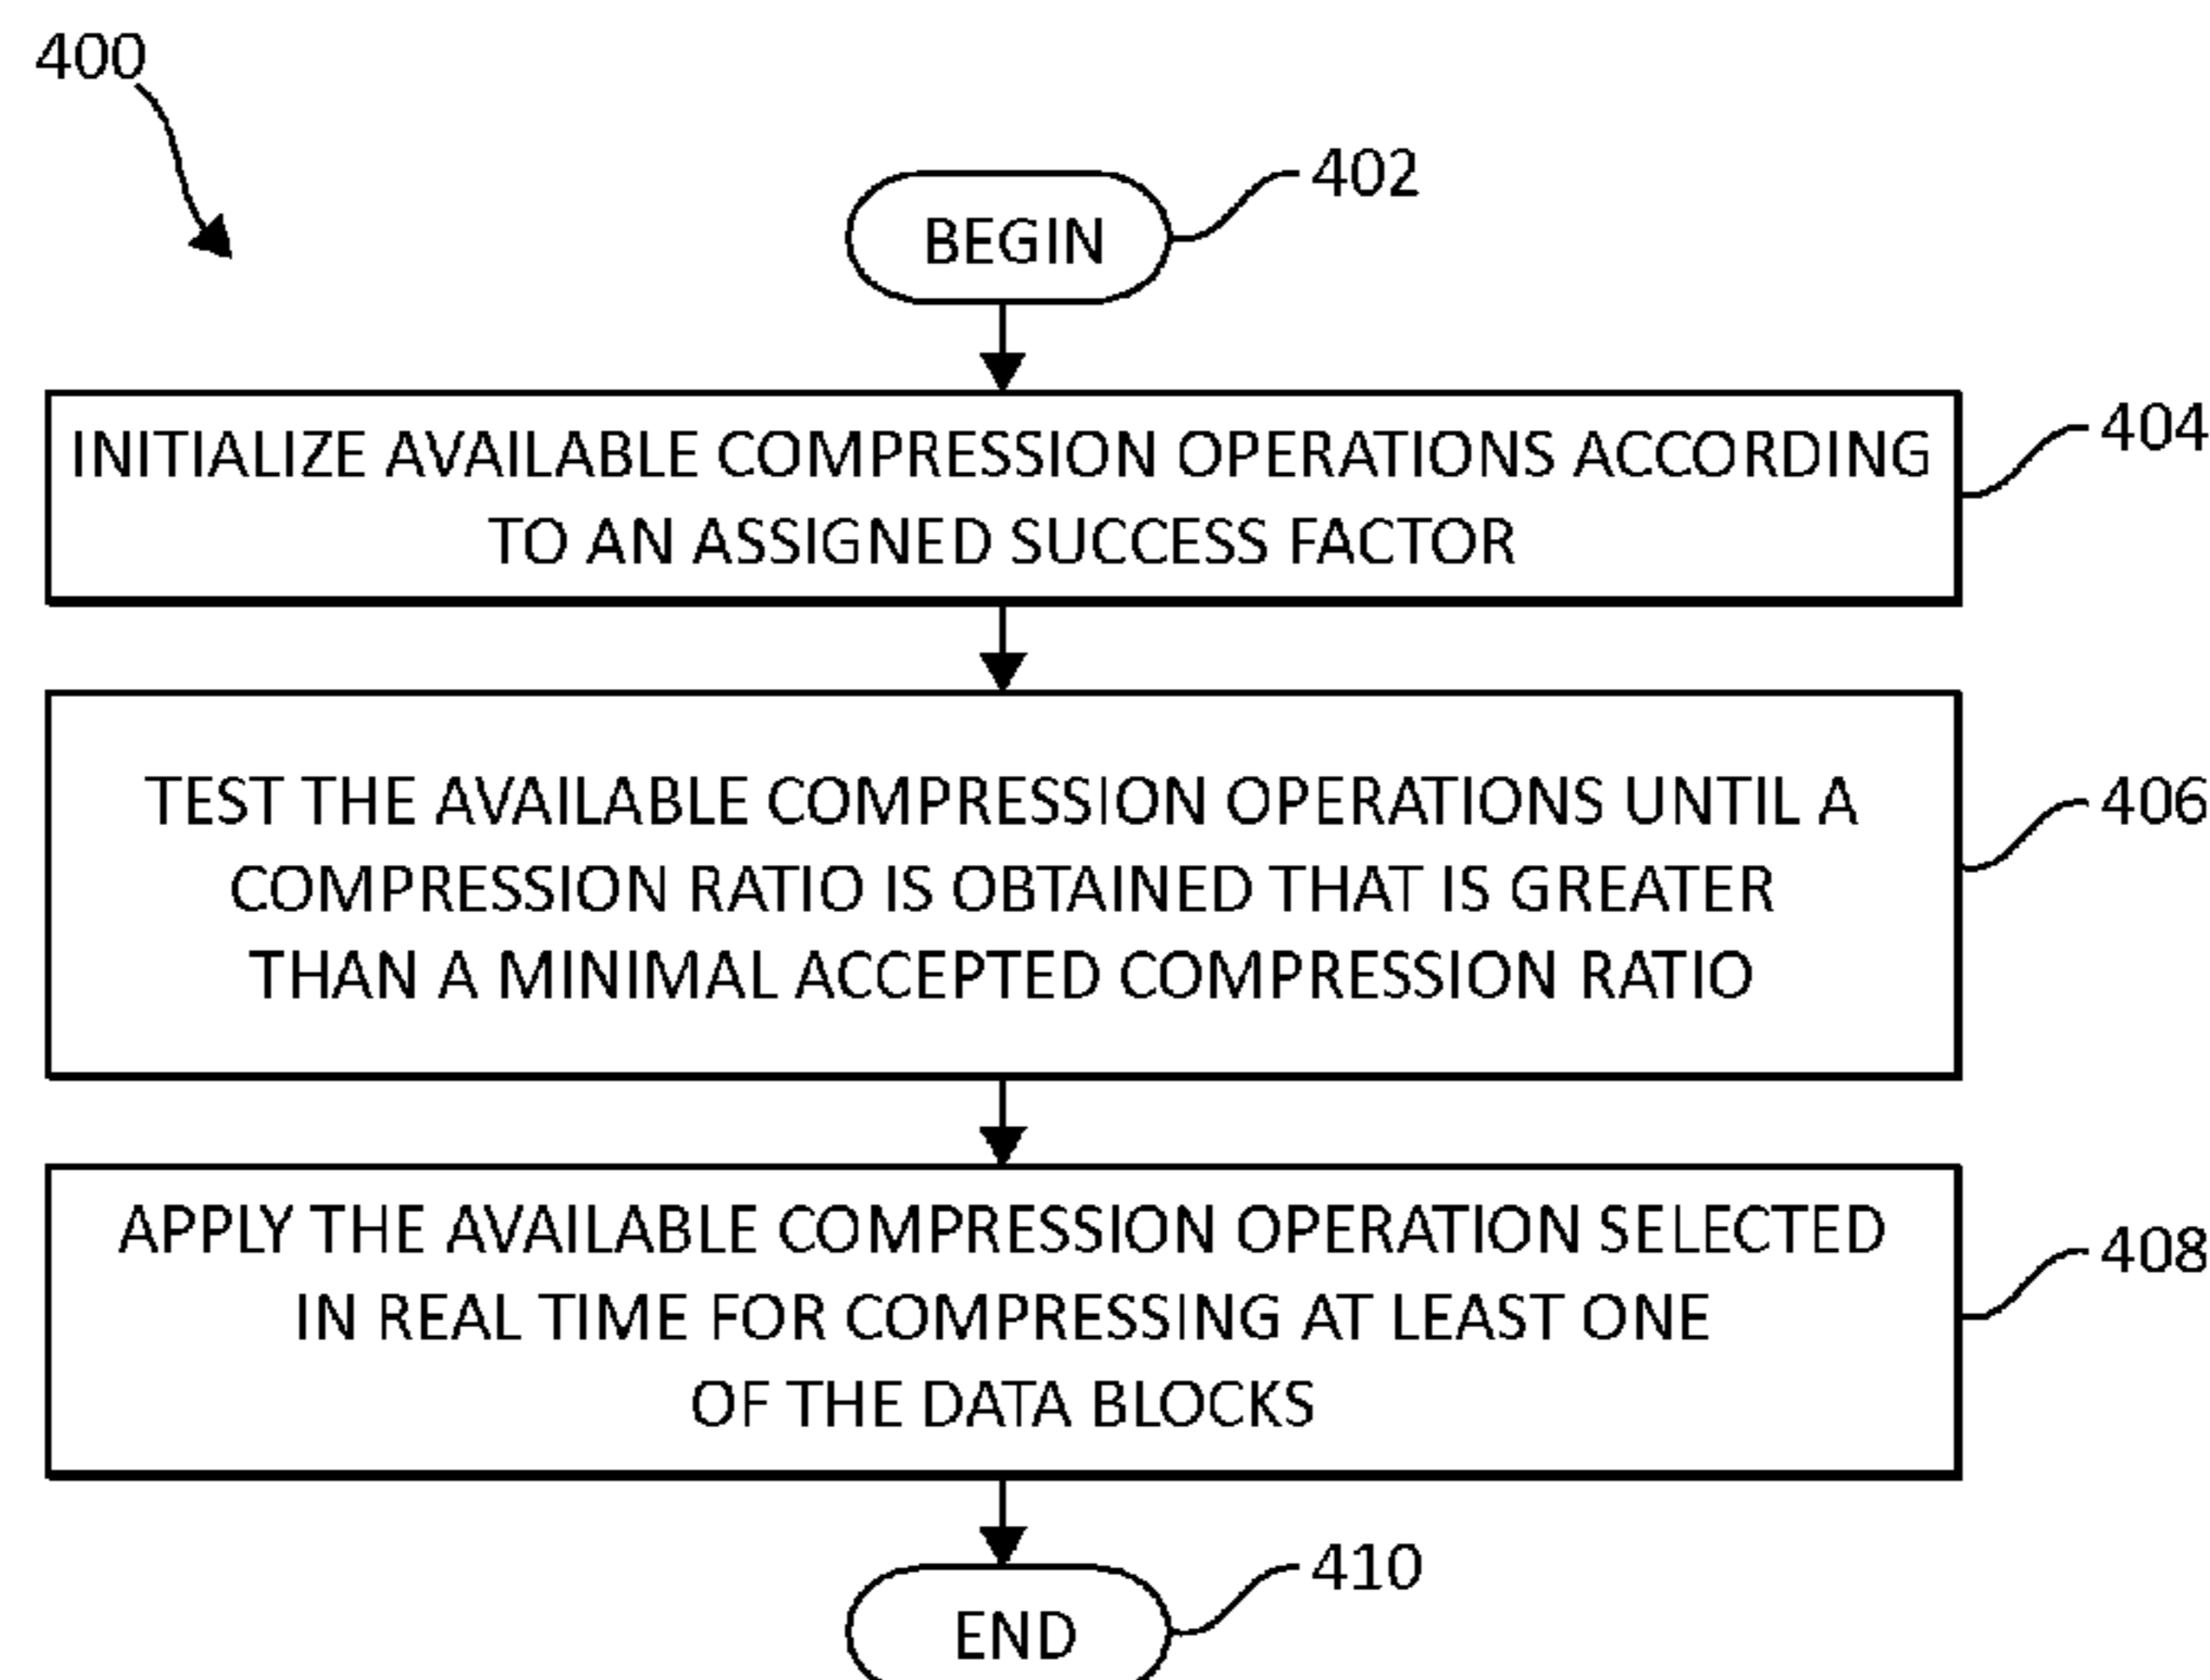 400
402
BEGIN
404
INITIALIZE AVAILABLE COMPRESSION OPERATIONS ACCORDING
TO AN ASSIGNED SUCCESS FACTOR
406
TEST THE AVAILABLE COMPRESSION OPERATIONS UNTIL A
COMPRESSION RATIO IS OBTAINED THAT IS GREATER
THAN A MINIMAL ACCEPTED COMPRESSION RATIO
408
APPLY THE AVAILABLE COMPRESSION OPERATION SELECTED
IN REAL TIME FOR COMPRESSING AT LEAST ONE
OF THE DATA BLOCKS
410
END